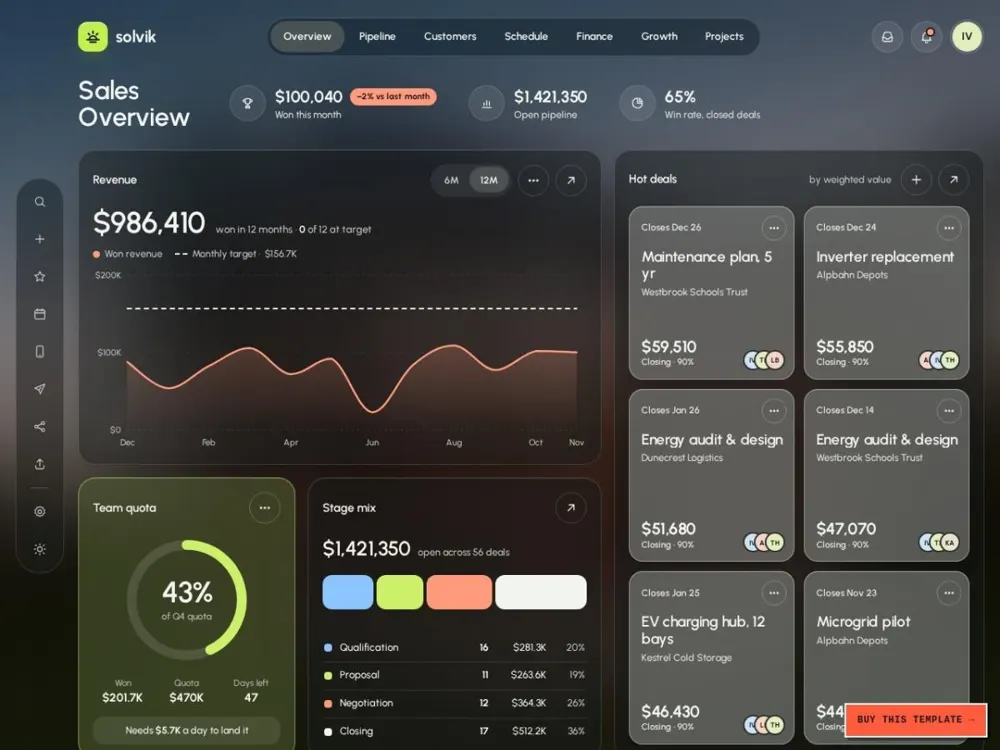 solvik
Overview
Pipeline
Customers
Schedule
Finance
Growth
Projects
IV
Sales
Overview
$100,040
−2% vs last month
Won this month
$1,421,350
Open pipeline
65%
Win rate, closed deals
Revenue
6M
12M
$986,410 won in 12 months · 0 of 12 at target
Won revenue
Monthly target · $156.7K
$200K
$100K
$0
Dec
Feb
Apr
Jun
Aug
Oct
Nov
Team quota
43%
of Q4 quota
Won
Quota
Days left
$201.7K
$470K
47
Needs $5.7K a day to land it
Stage mix
$1,421,350 open across 56 deals
Qualification 16 $281.3K 20%
Proposal 11 $263.6K 19%
Negotiation 12 $364.3K 26%
Closing 17 $512.2K 36%
Hot deals
by weighted value
Closes Dec 26
Maintenance plan, 5
yr
Westbrook Schools Trust
$59,510
Closing · 90%
LB
Closes Dec 24
Inverter replacement
Alpbahn Depots
$55,850
Closing · 90%
TH
Closes Jan 26
Energy audit & design
Dunecrest Logistics
$51,680
Closing · 90%
TH
Closes Dec 14
Energy audit & design
Westbrook Schools Trust
$47,070
Closing · 90%
KA
Closes Jan 25
EV charging hub, 12
bays
Kestrel Cold Storage
$46,430
Closing · 90%
TH
Closes Nov 23
Microgrid pilot
Alpbahn Depots
$44
BUY THIS TEMPLATE →